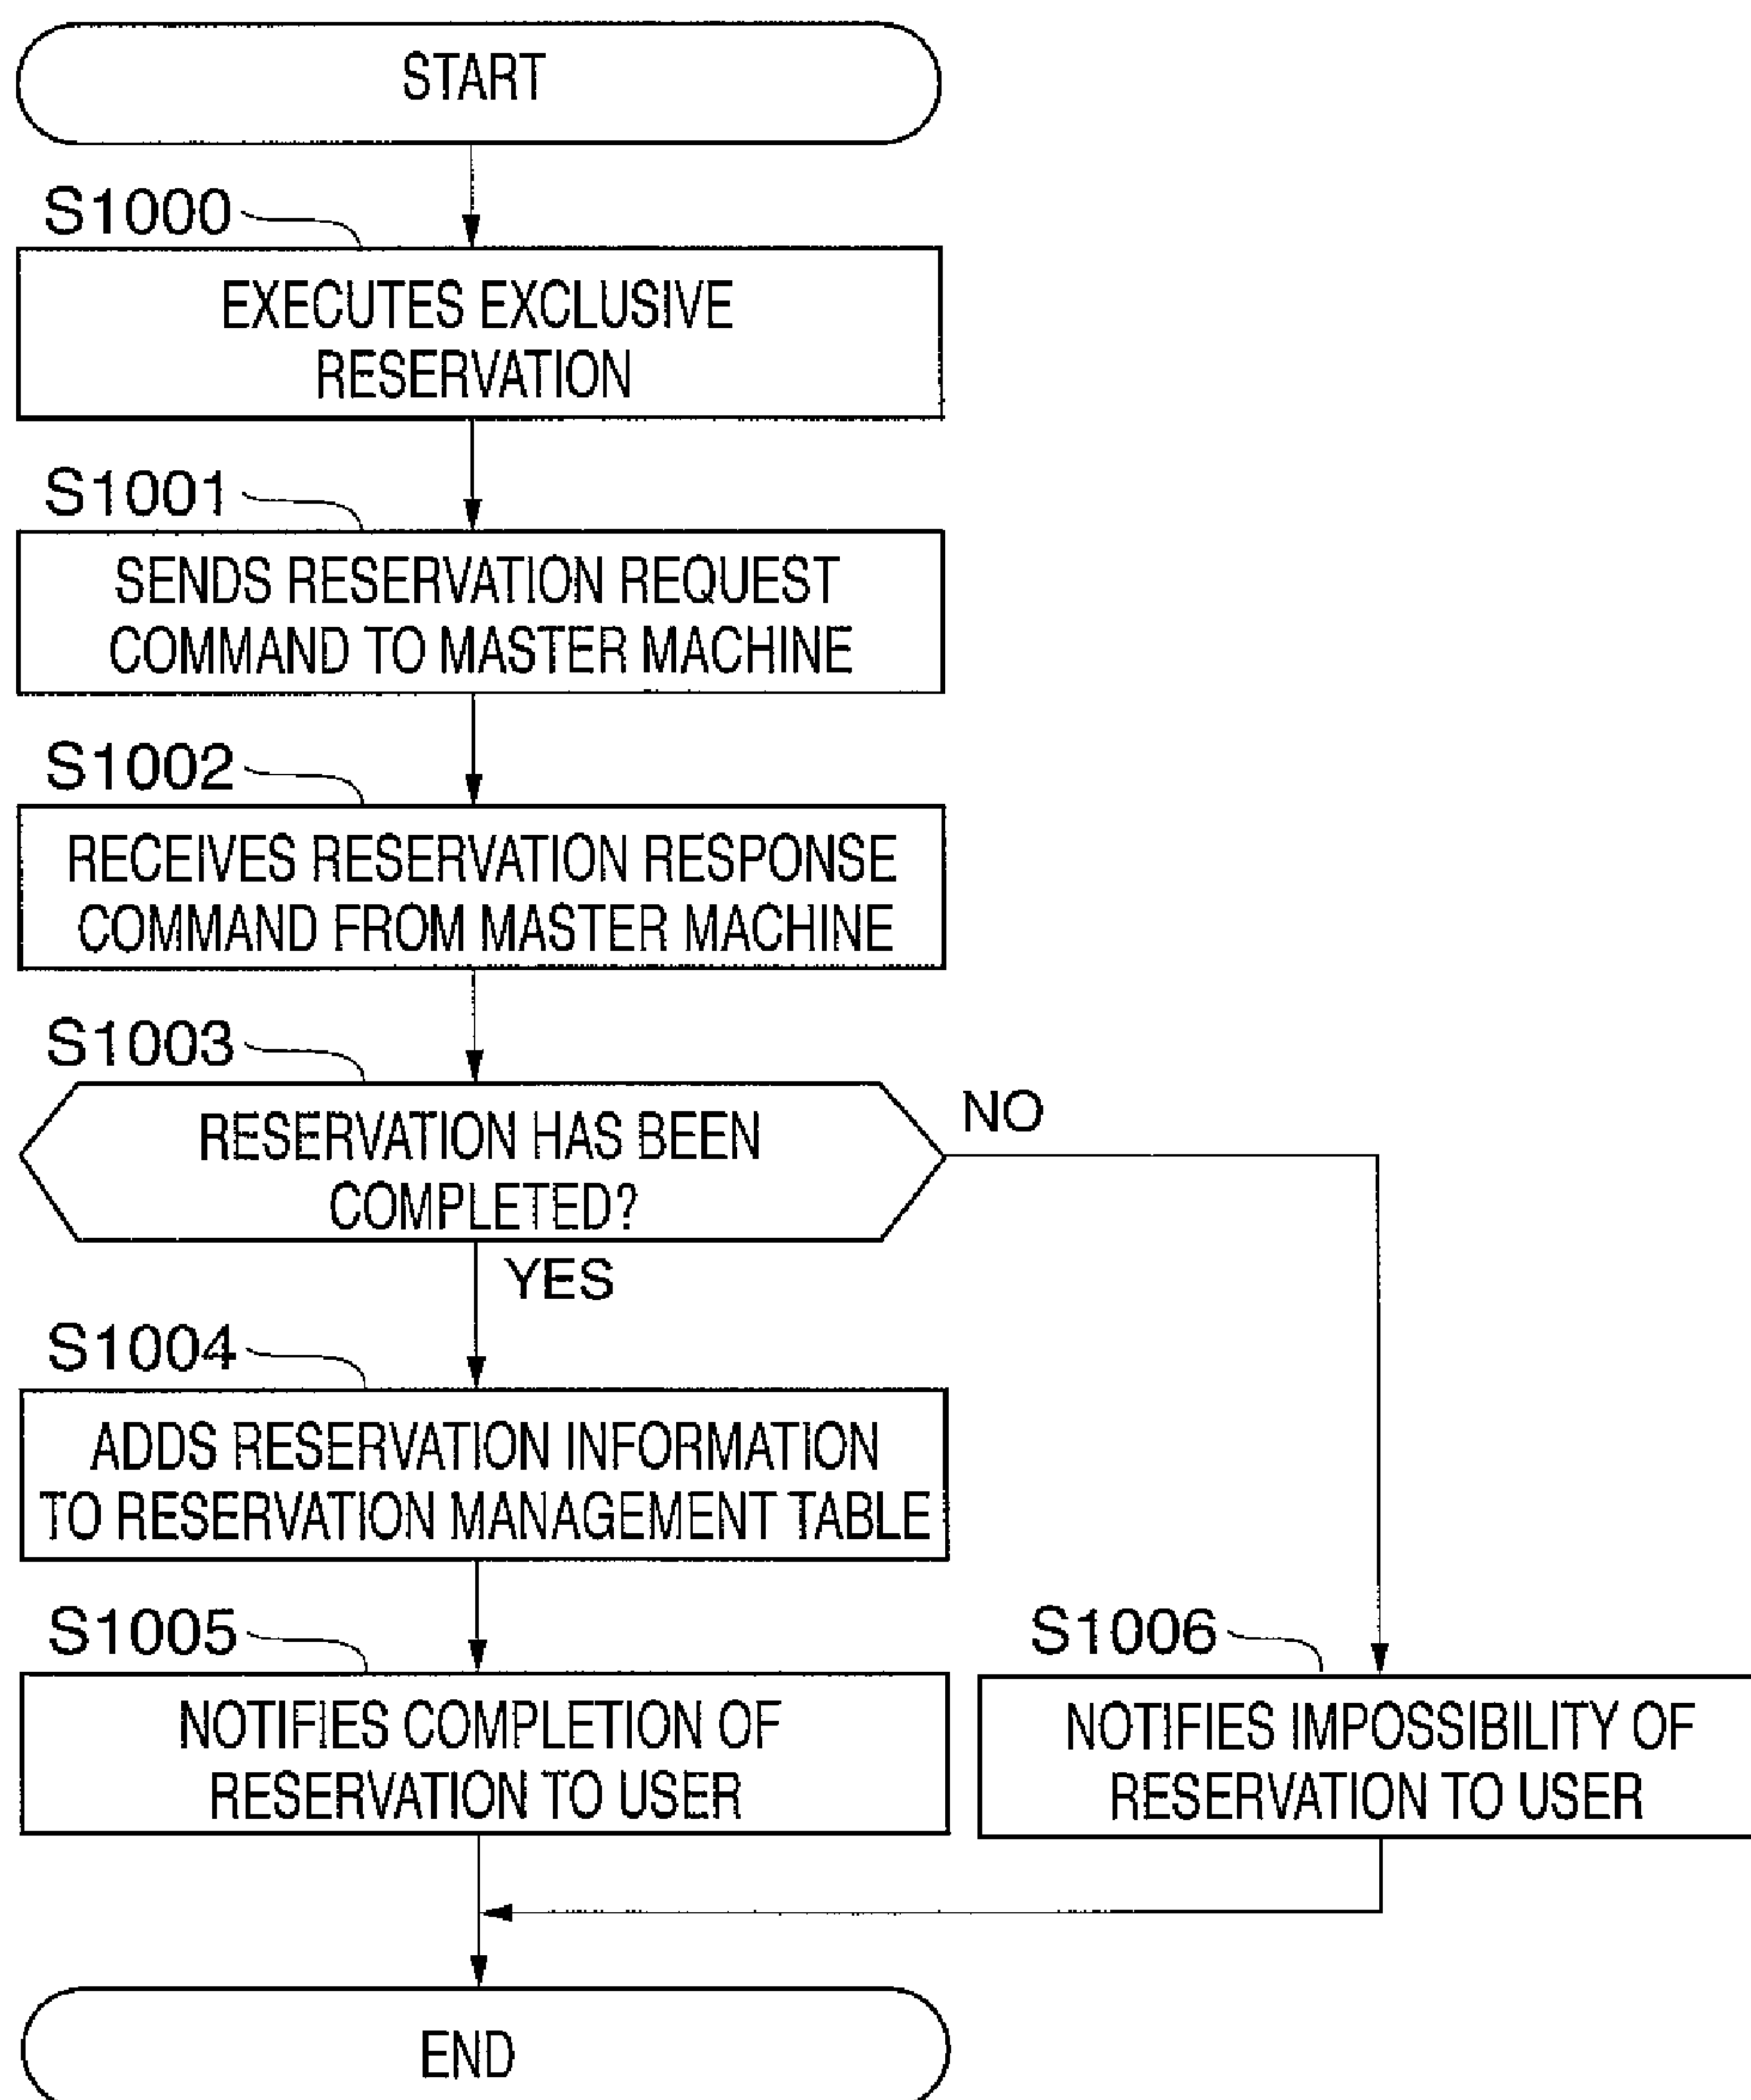 START
S1000
EXECUTES EXCLUSIVE
RESERVATION
S1001
SENDS RESERVATION REQUEST
COMMAND TO MASTER MACHINE
S1002
RECEIVES RESERVATION RESPONSE
COMMAND FROM MASTER MACHINE
S1003
RESERVATION HAS BEEN
COMPLETED?
NO
YES
S1004
ADDS RESERVATION INFORMATION
TO RESERVATION MANAGEMENT TABLE
S1005
NOTIFIES COMPLETION OF
RESERVATION TO USER
S1006
NOTIFIES IMPOSSIBILITY OF
RESERVATION TO USER
END